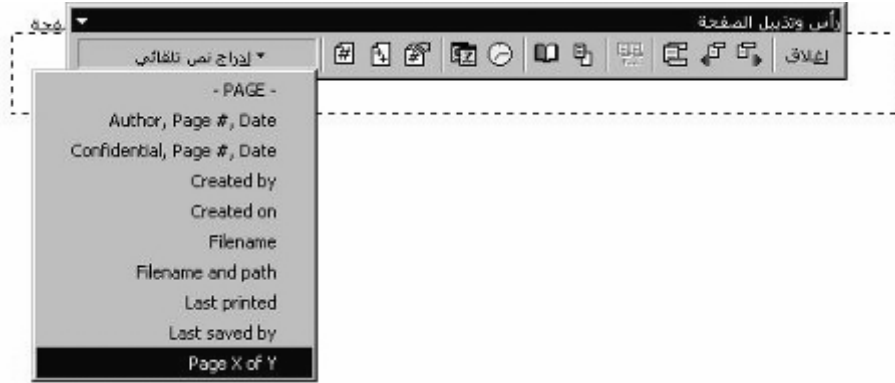 رأس وتذييل الصفحة
إغلاق
إدراج نص تلقائي
- PAGE -
Author, Page #, Date
Confidential, Page #, Date
Created by
Created on
Filename
Filename and path
Last printed
Last saved by
Page X of Y